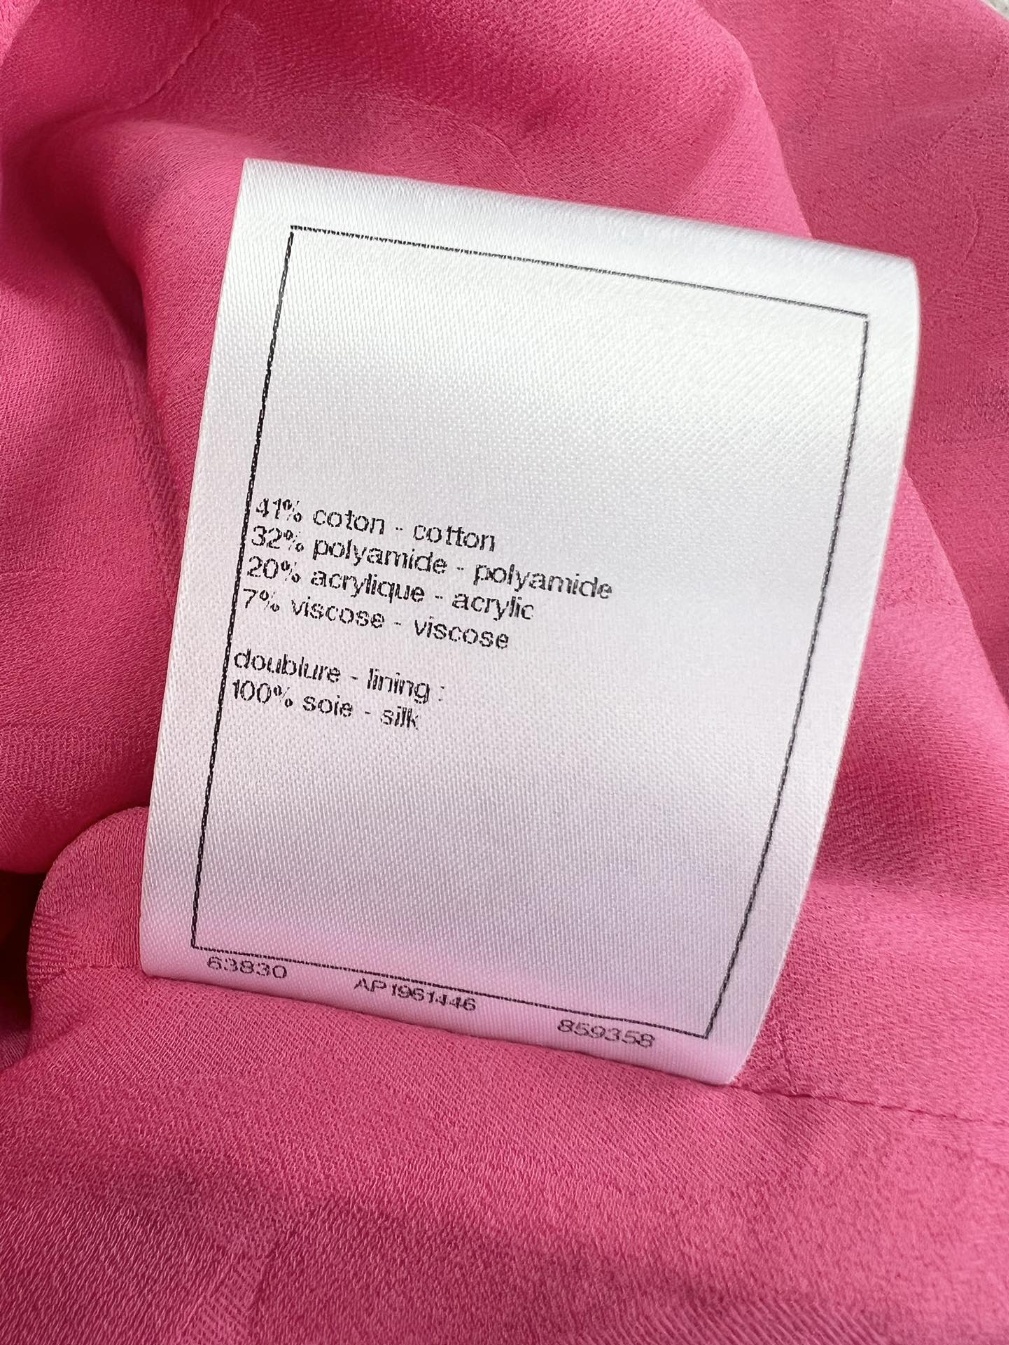 41% coton - cotton
32% polyamide - polyamide
20% acrylique - acrylic
7% viscose - viscose
doublure - lining :
100% soie - silk
63830 AP1961446 859358